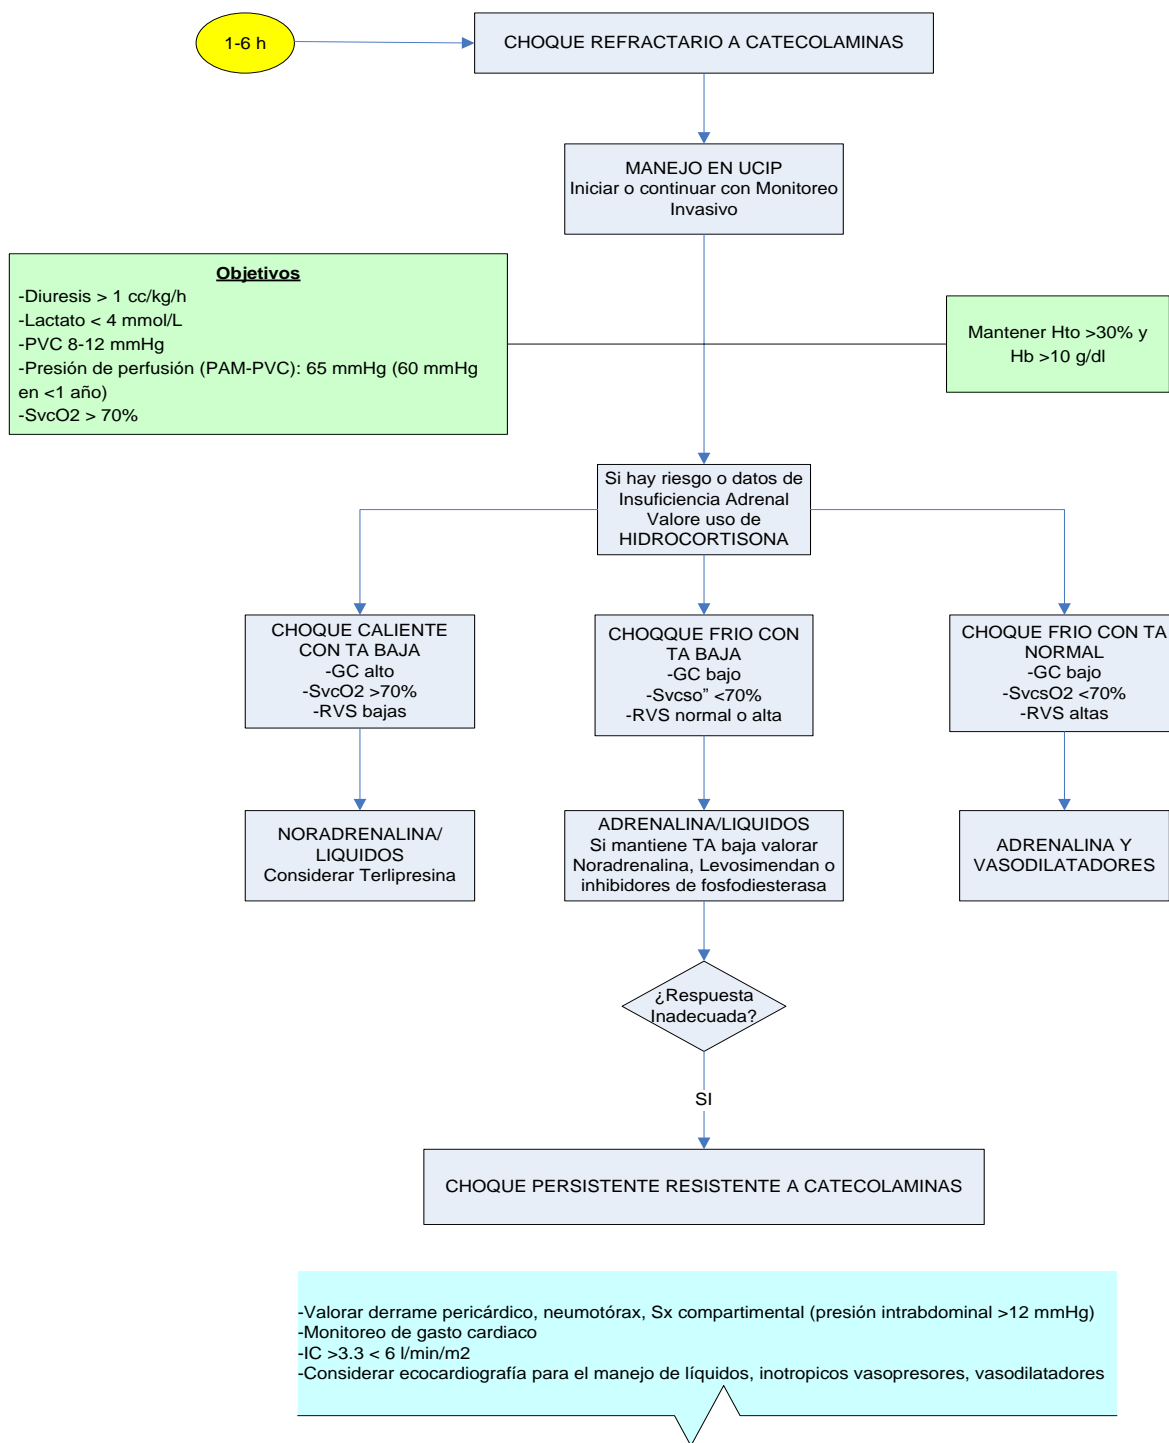 1-6 h
CHOQUE REFRACTARIO A CATECOLAMINAS
MANEJO EN UCIP
Iniciar o continuar con Monitoreo
Invasivo
Objetivos
-Diuresis > 1 cc/kg/h
-Lactato < 4 mmol/L
-PVC 8-12 mmHg
-Presión de perfusión (PAM-PVC): 65 mmHg (60 mmHg
en <1 año)
-SvcO2 > 70%
Mantener Hto >30% y
Hb >10 g/dl
Si hay riesgo o datos de
Insuficiencia Adrenal
Valore uso de
HIDROCORTISONA
CHOQUE CALIENTE
CON TA BAJA
-GC alto
-SvcO2 >70%
-RVS bajas
CHOQQUE FRIO CON
TA BAJA
-GC bajo
-Svcso” <70%
-RVS normal o alta
CHOQUE FRIO CON TA
NORMAL
-GC bajo
-SvcsO2 <70%
-RVS altas
NORADRENALINA/
LIQUIDOS
Considerar Terlipresina
ADRENALINA/LIQUIDOS
Si mantiene TA baja valorar
Noradrenalina, Levosimendan o
inhibidores de fosfodiesterasa
ADRENALINA Y
VASODILATADORES
¿Respuesta
Inadecuada?
SI
CHOQUE PERSISTENTE RESISTENTE A CATECOLAMINAS
-Valorar derrame pericárdico, neumotórax, Sx compartimental (presión intrabdominal >12 mmHg)
-Monitoreo de gasto cardiaco
-IC >3.3 < 6 l/min/m2
-Considerar ecocardiografía para el manejo de líquidos, inotropicos vasopresores, vasodilatadores